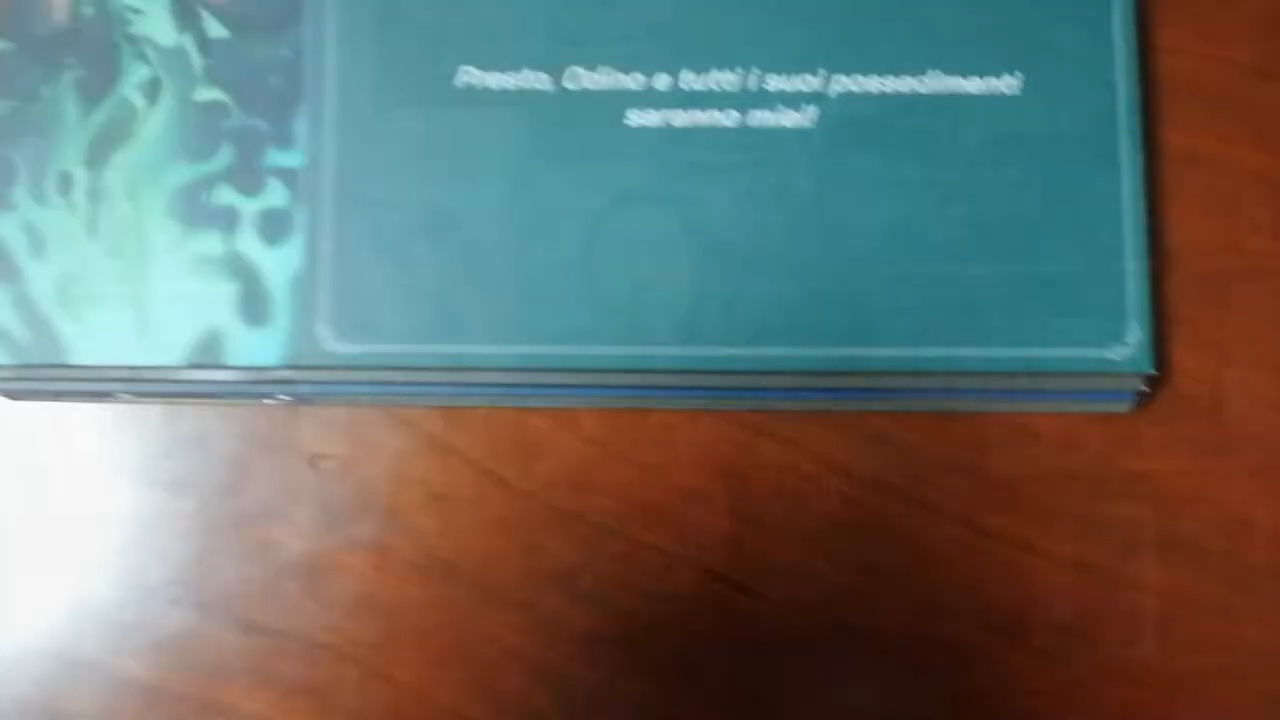 Presto, Odino e tutti i suoi possedimenti
saranno miei!